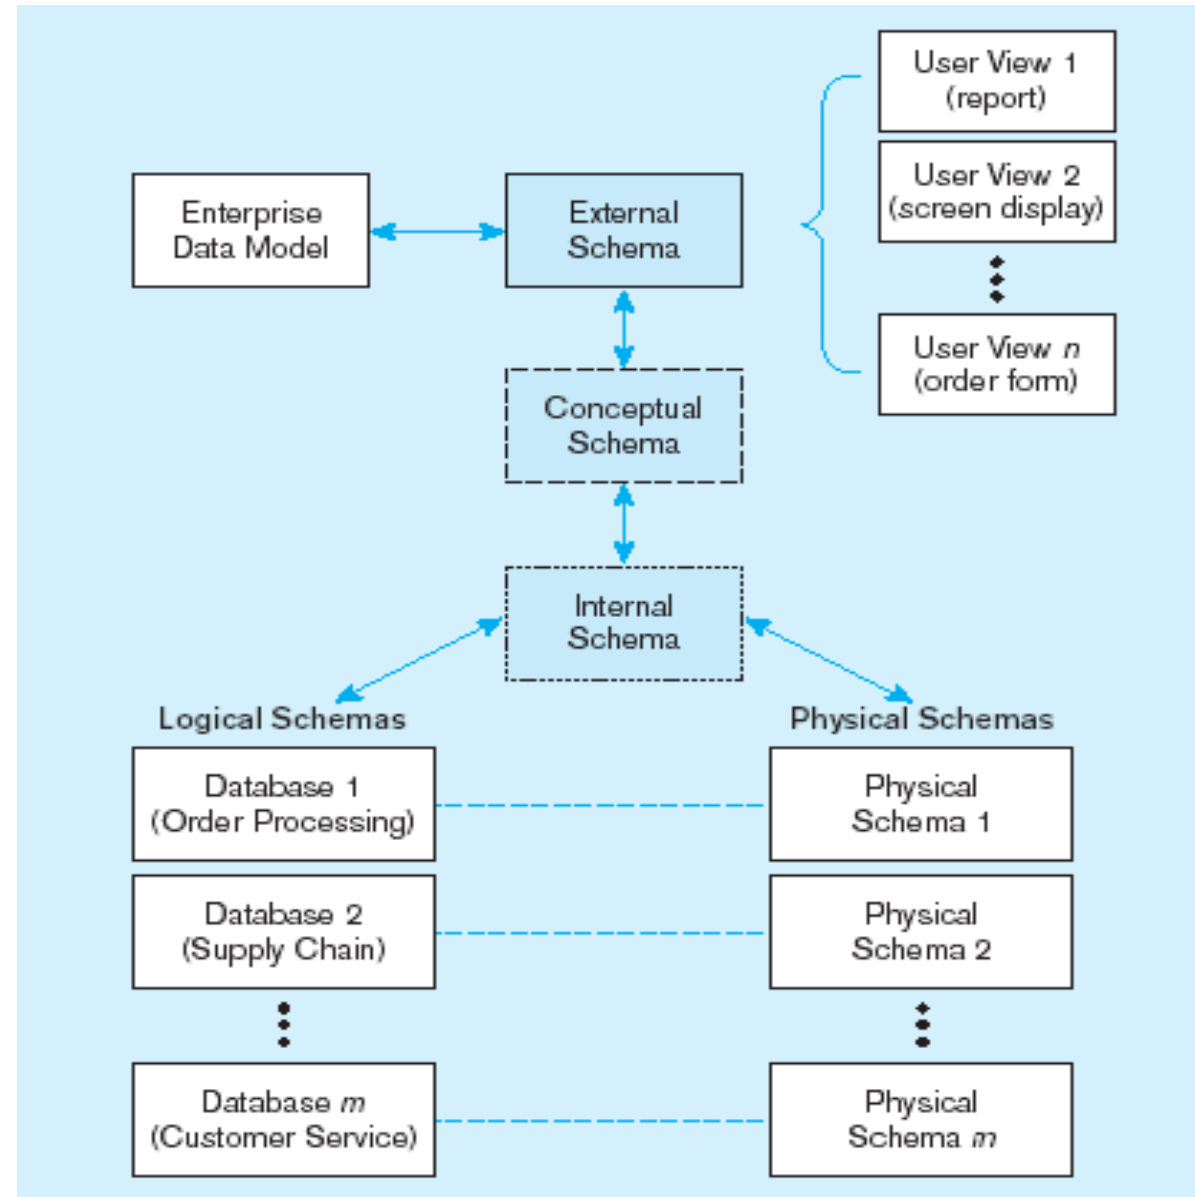 User View 1
(report)
User View 2
(screen display)
User View n
(order form)
Enterprise
Data Model
External
Schema
Conceptual
Schema
Internal
Schema
Logical Schemas
Database 1
(Order Processing)
Database 2
(Supply Chain)
Database m
(Customer Service)
Physical Schemas
Physical
Schema 1
Physical
Schema 2
Physical
Schema m